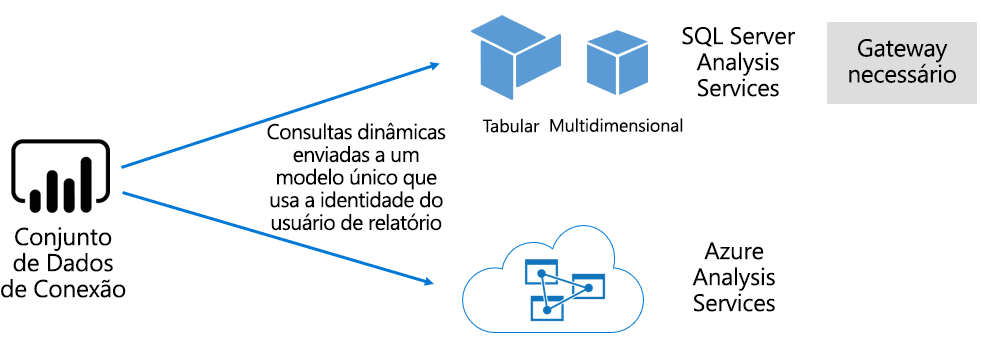 Conjunto
de Dados
de Conexão
Consultas dinâmicas
enviadas a um
modelo único que
usa a identidade do
usuário de relatório
Tabular
Multidimensional
SQL Server
Analysis
Services
Gateway
necessário
Azure
Analysis
Services